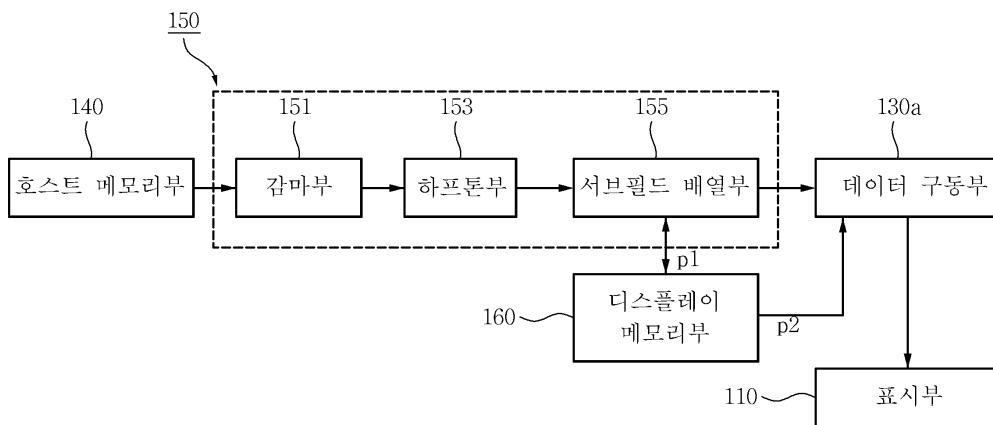 150
140
151
153
155
130a
호스트 메모리부
감마부
하프톤부
서브필드 배열부
데이터 구동부
p1
160
디스플레이
메모리부
p2
110
표시부